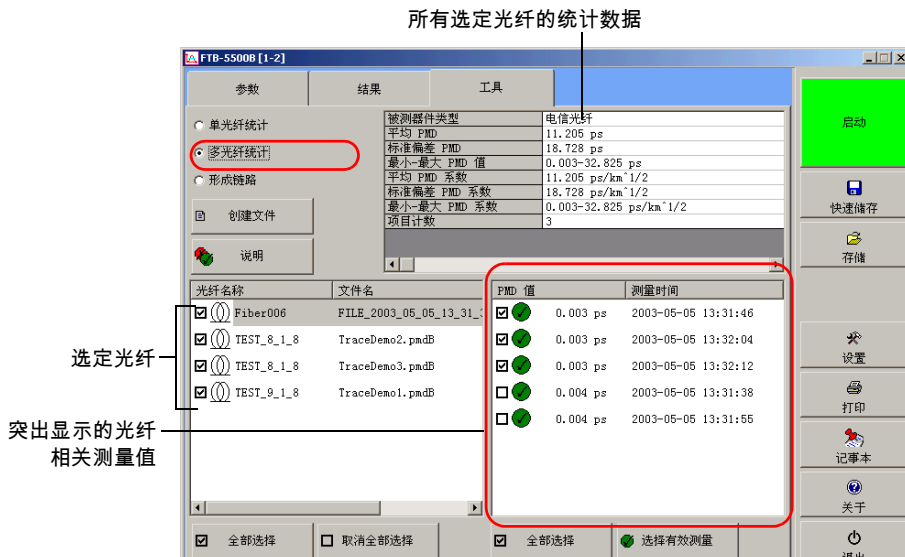 所有选定光纤的统计数据
FTB-5500B [1-2]
参数 结果 工具
单光纤统计
多光纤统计
形成链路
创建文件
说明
被测器件类型 电信光纤
平均 PMD 11.205 ps
标准偏差 PMD 18.728 ps
最小-最大 PMD 值 0.003-32.825 ps
平均 PMD 系数 11.205 ps/km^1/2
标准偏差 PMD 系数 18.728 ps/km^1/2
最小-最大 PMD 系数 0.003-32.825 ps/km^1/2
项目计数 3
光纤名称 文件名
Fiber006 FILE_2003_05_05_13_31_
TEST_8_1_8 TraceDemo2.pmdB
TEST_8_1_8 TraceDemo3.pmdB
TEST_9_1_8 TraceDemo1.pmdB
PMD 值 测量时间
0.003 ps 2003-05-05 13:31:46
0.003 ps 2003-05-05 13:32:04
0.003 ps 2003-05-05 13:32:12
0.004 ps 2003-05-05 13:31:38
0.004 ps 2003-05-05 13:31:55
全部选择 取消全部选择 全部选择 选择有效测量
启动
快速储存
存储
设置
打印
记事本
关于
退出
选定光纤
突出显示的光纤
相关测量值